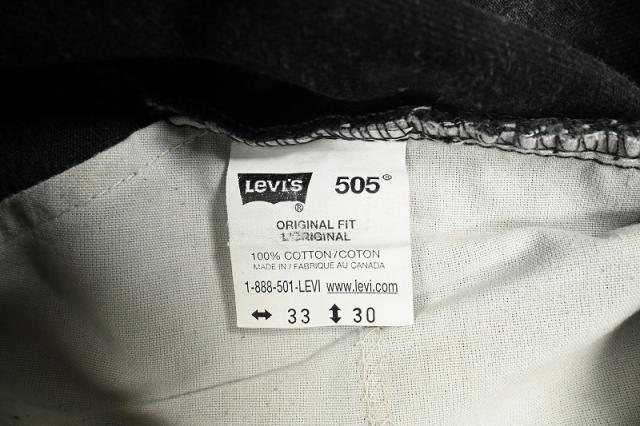 Levi's ® 505®
ORIGINAL FIT
L'ORIGINAL
100% COTTON/COTON
MADE IN/FABRIQUE AU CANADA
1-888-501-LEVI www.levi.com
↔ 33 ↕ 30